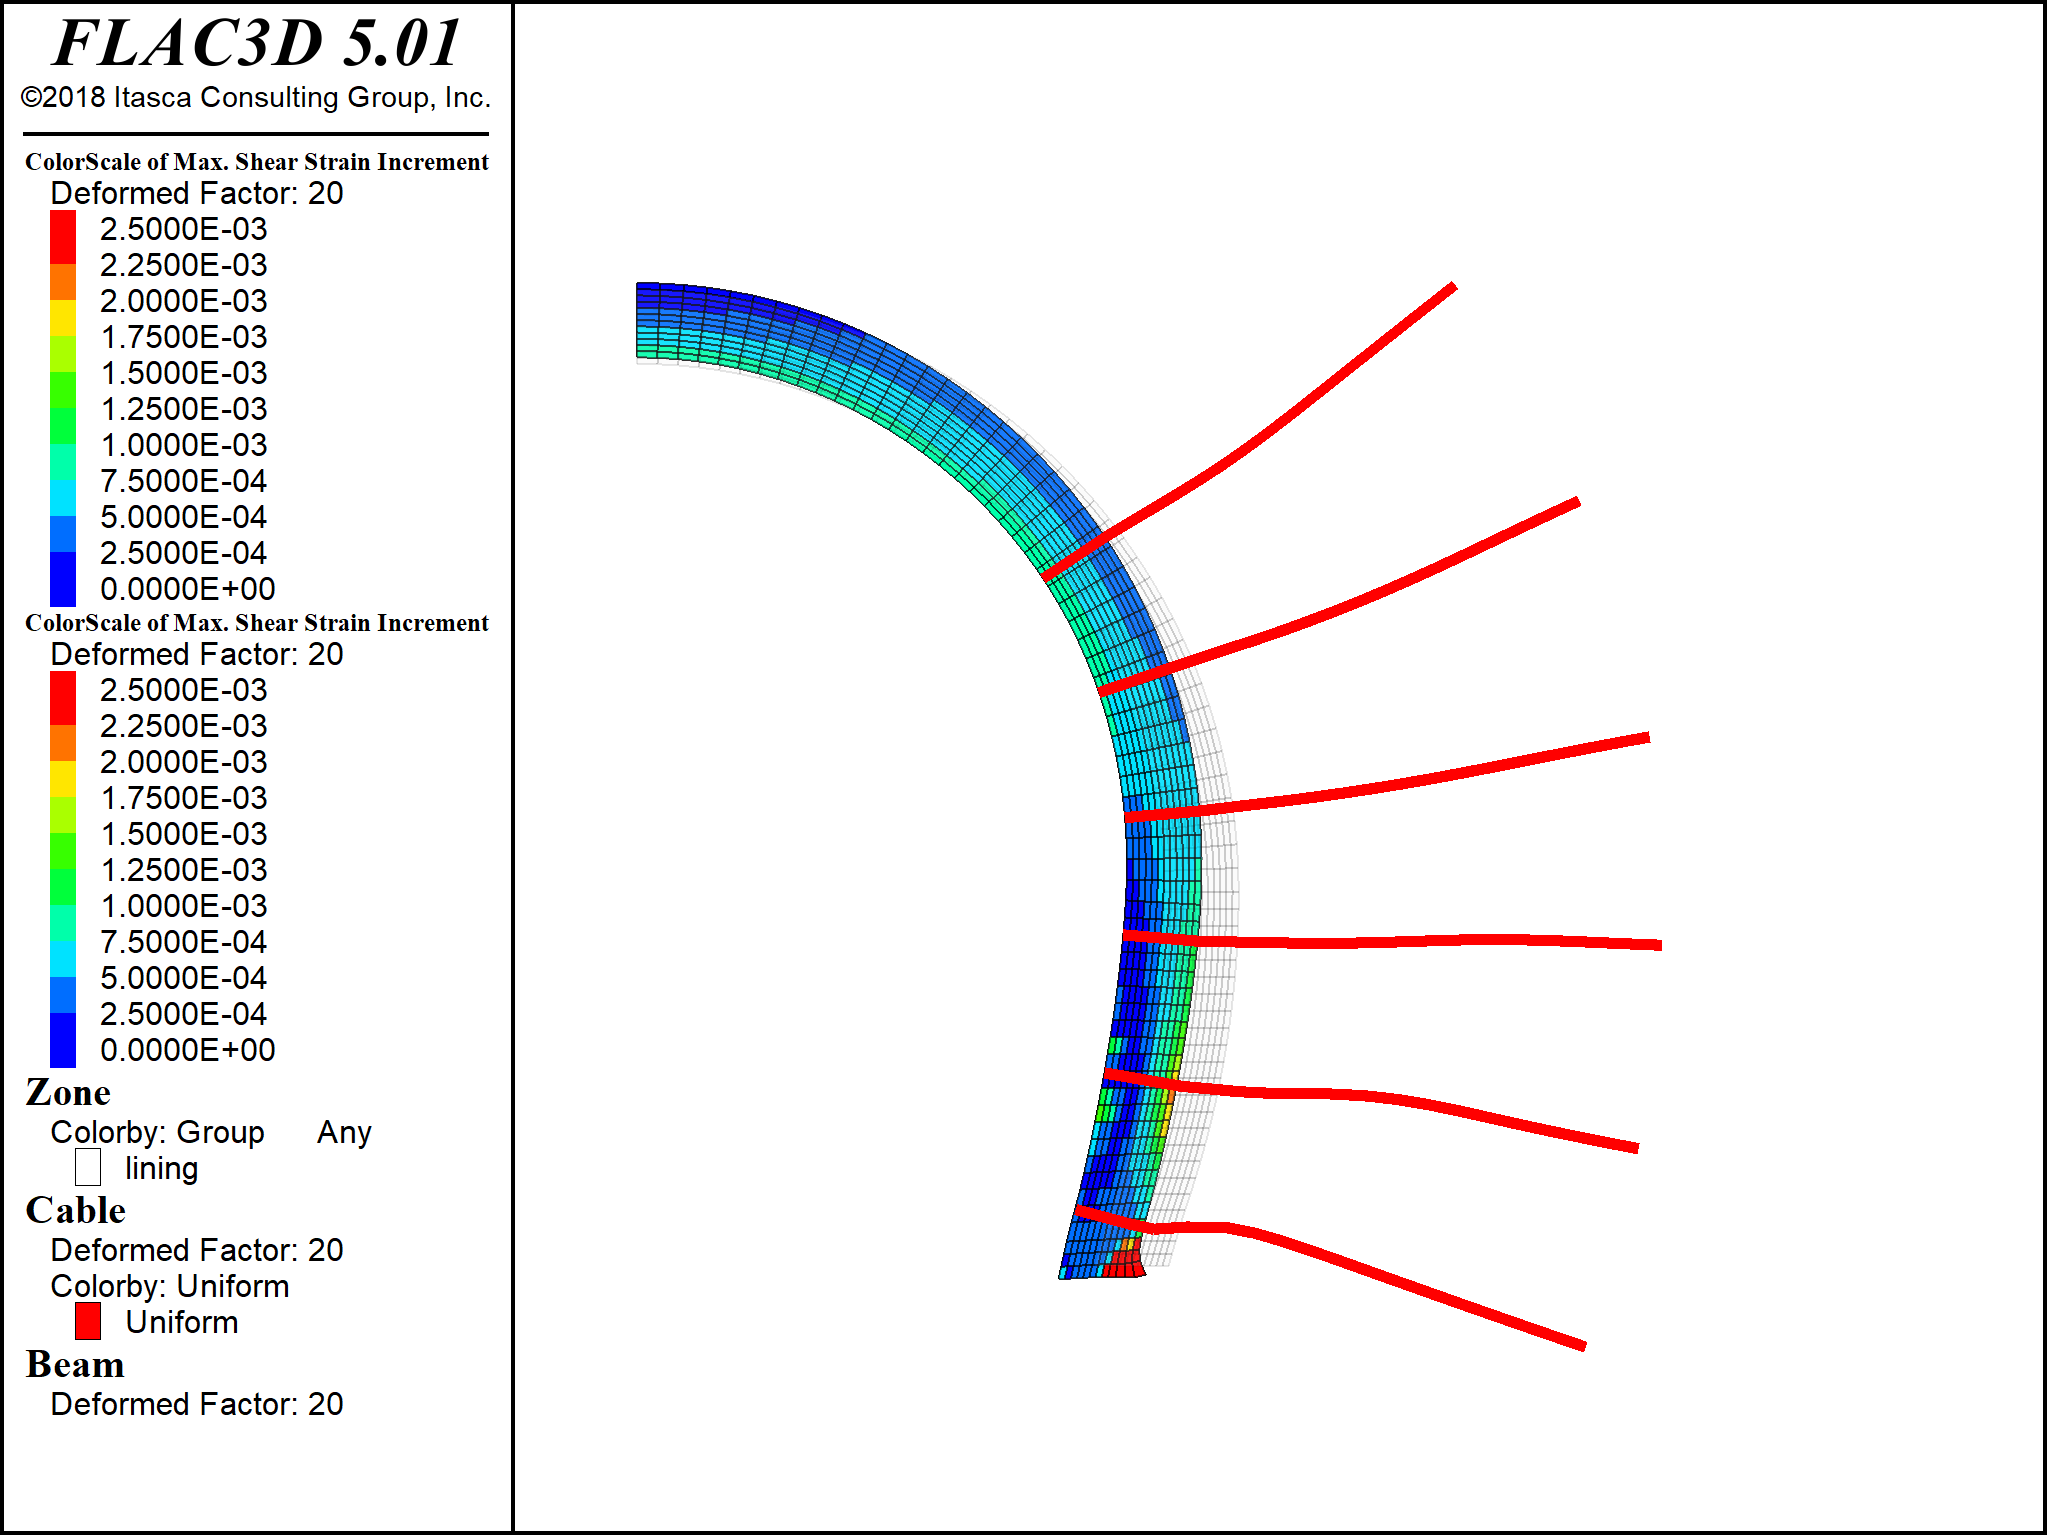 FLAC3D 5.01
©2018 Itasca Consulting Group, Inc.
ColorScale of Max. Shear Strain Increment
Deformed Factor: 20
2.5000E-03
2.2500E-03
2.0000E-03
1.7500E-03
1.5000E-03
1.2500E-03
1.0000E-03
7.5000E-04
5.0000E-04
2.5000E-04
0.0000E+00
ColorScale of Max. Shear Strain Increment
Deformed Factor: 20
2.5000E-03
2.2500E-03
2.0000E-03
1.7500E-03
1.5000E-03
1.2500E-03
1.0000E-03
7.5000E-04
5.0000E-04
2.5000E-04
0.0000E+00
Zone
Colorby: Group Any
lining
Cable
Deformed Factor: 20
Colorby: Uniform
Uniform
Beam
Deformed Factor: 20